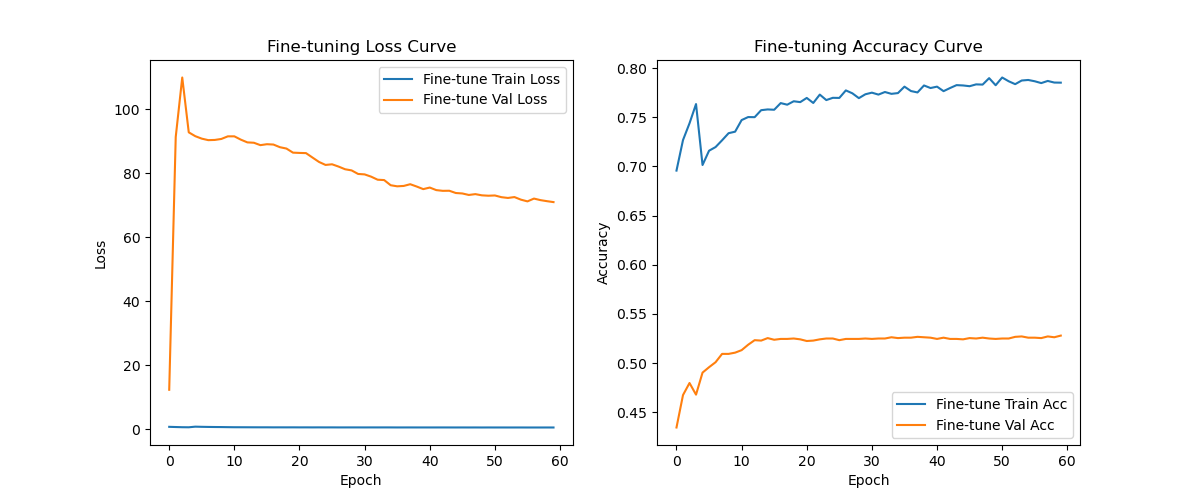 Fine-tuning Loss Curve
Fine-tune Train Loss
Fine-tune Val Loss
100
80
60
40
20
0
Loss
0 10 20 30 40 50 60
Epoch
Fine-tuning Accuracy Curve
0.80
0.75
0.70
0.65
0.60
0.55
0.50
0.45
Accuracy
Fine-tune Train Acc
Fine-tune Val Acc
0 10 20 30 40 50 60
Epoch